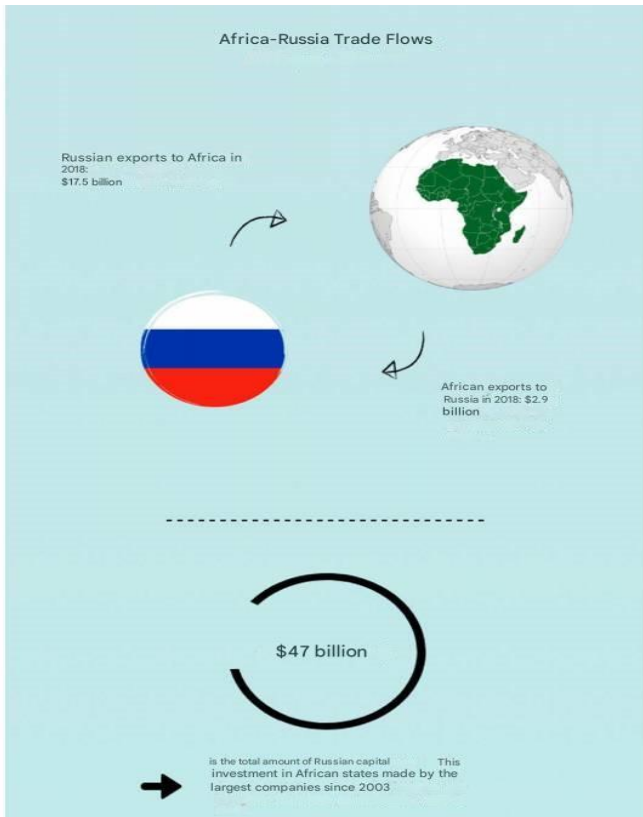 Africa-Russia Trade Flows
Russian exports to Africa in
2018:
$17.5 billion
African exports to
Russia in 2018: $2.9
billion
$47 billion
is the total amount of Russian capital This
investment in African states made by the
largest companies since 2003